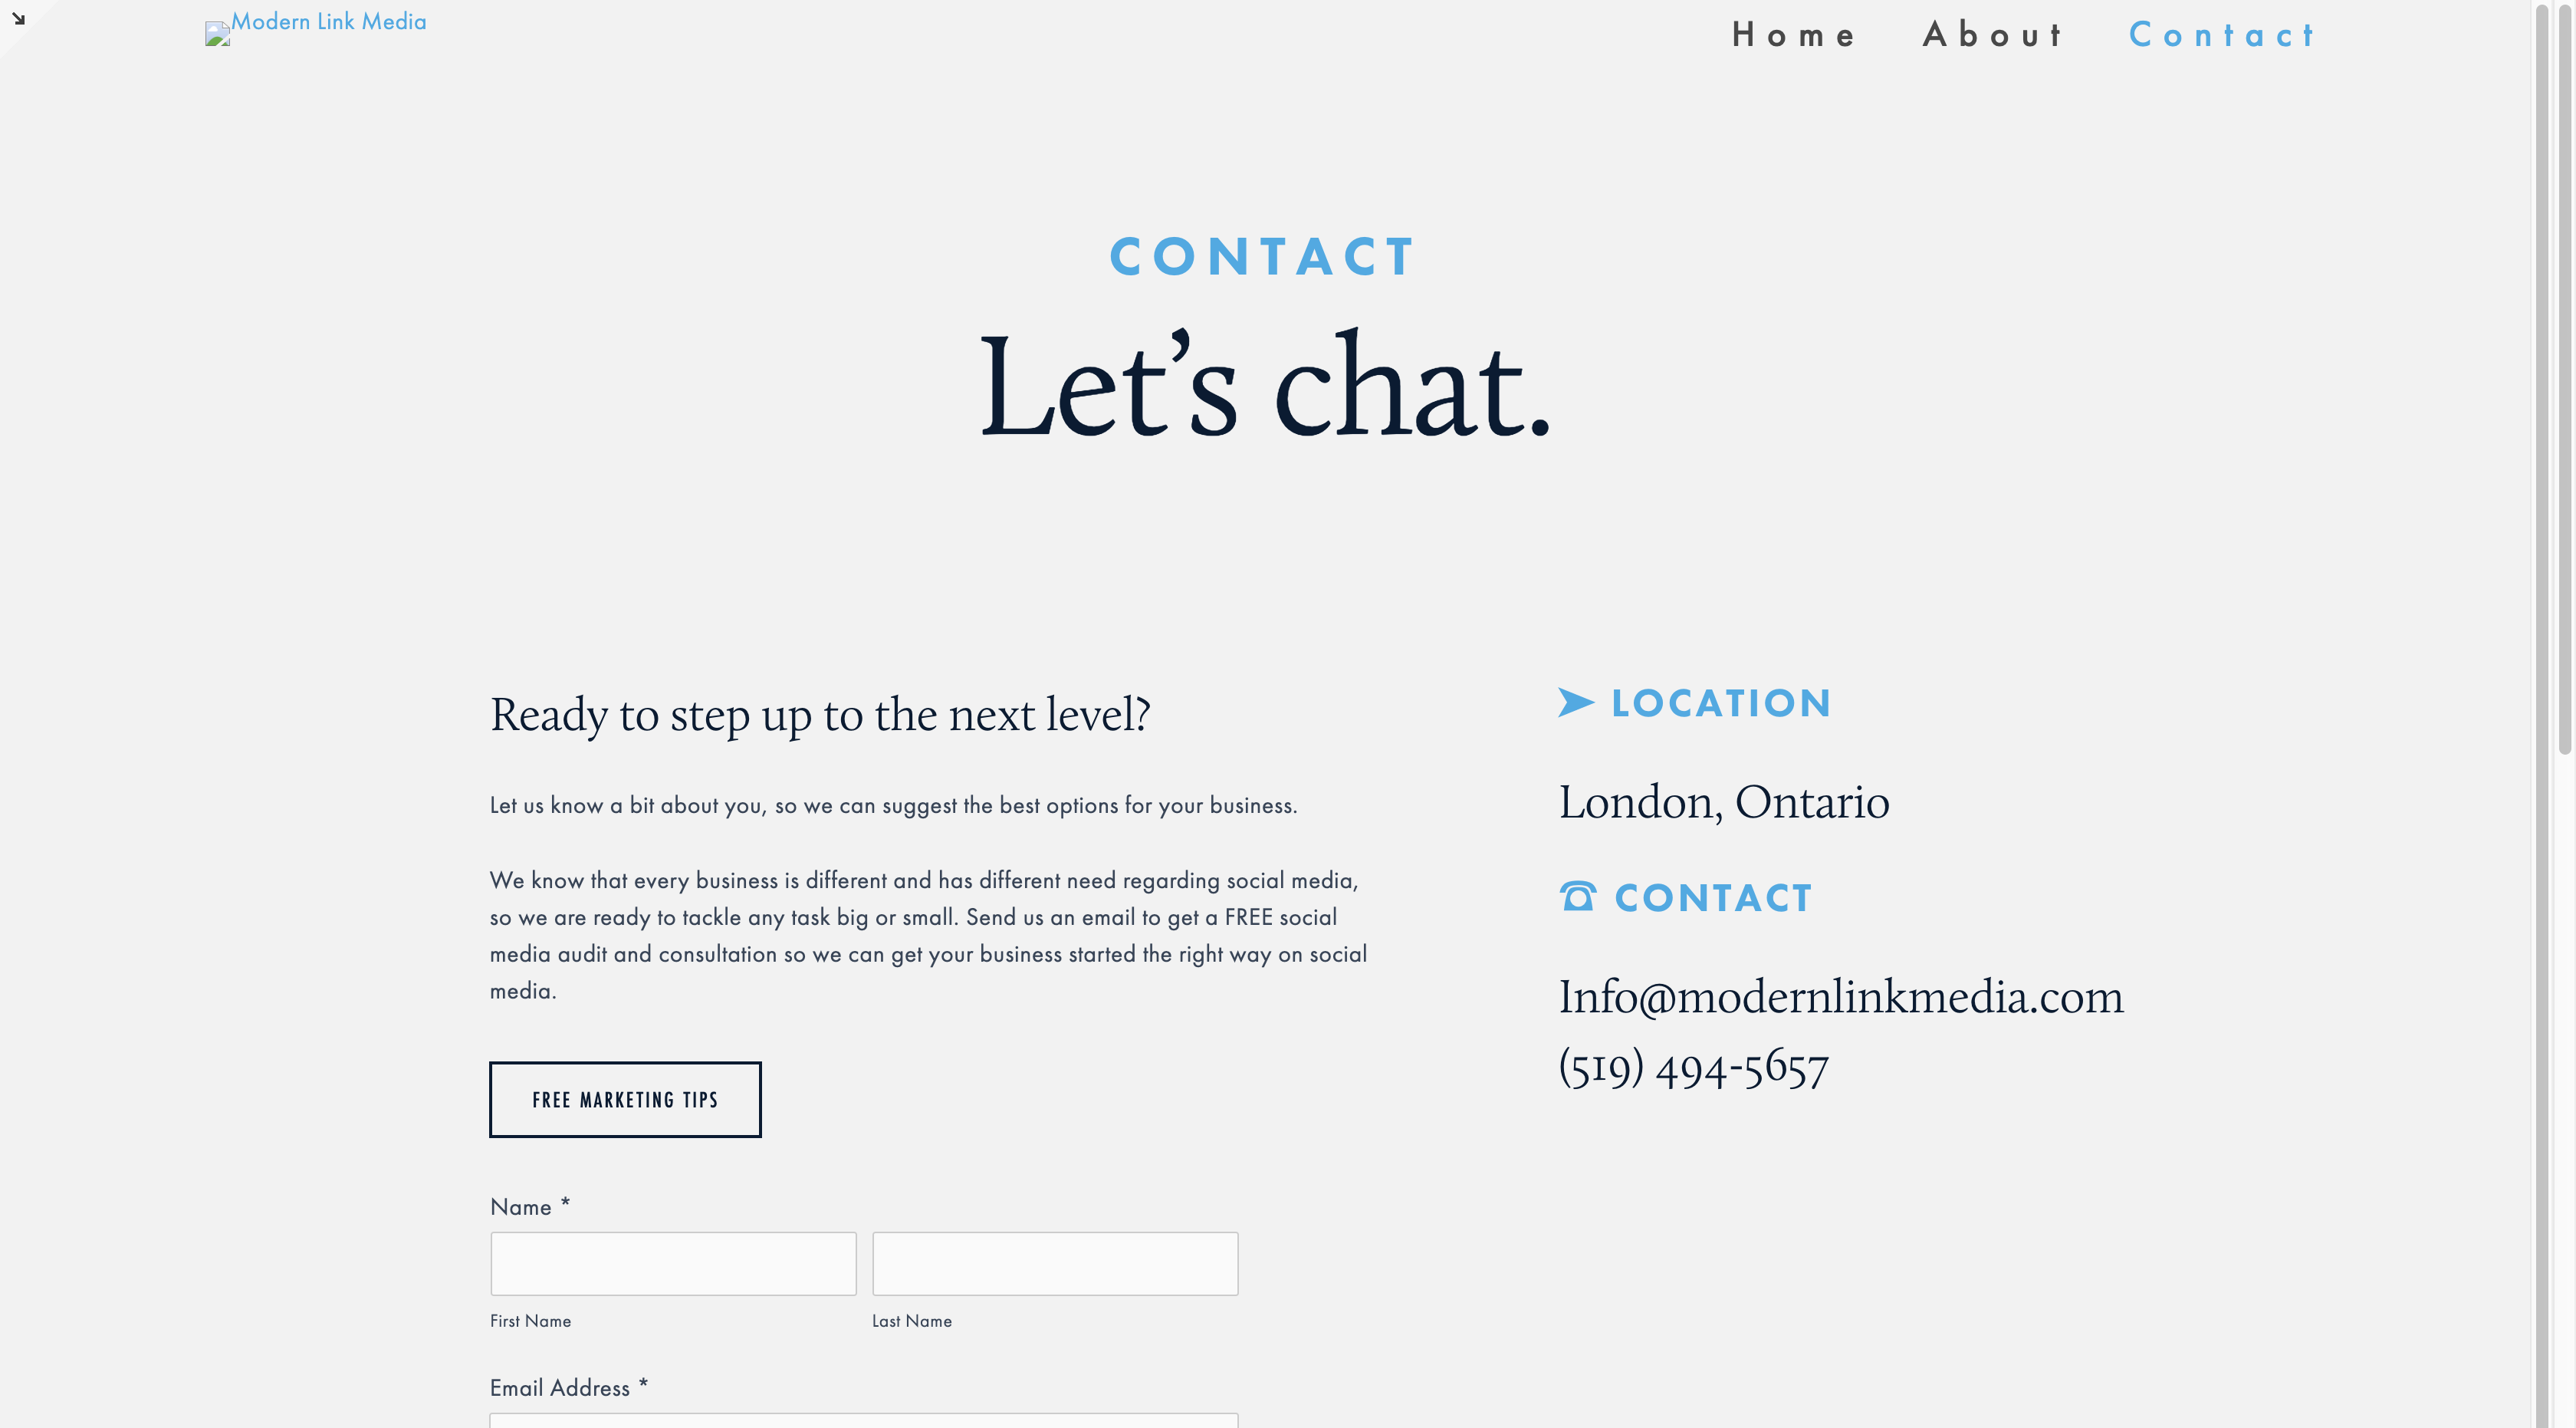 Modern Link Media
Home About Contact
CONTACT
Let’s chat.
Ready to step up to the next level?
Let us know a bit about you, so we can suggest the best options for your business.
We know that every business is different and has different need regarding social media,
so we are ready to tackle any task big or small. Send us an email to get a FREE social
media audit and consultation so we can get your business started the right way on social
media.
FREE MARKETING TIPS
Name *
First Name Last Name
Email Address *
LOCATION
London, Ontario
CONTACT
Info@modernlinkmedia.com
(519) 494-5657